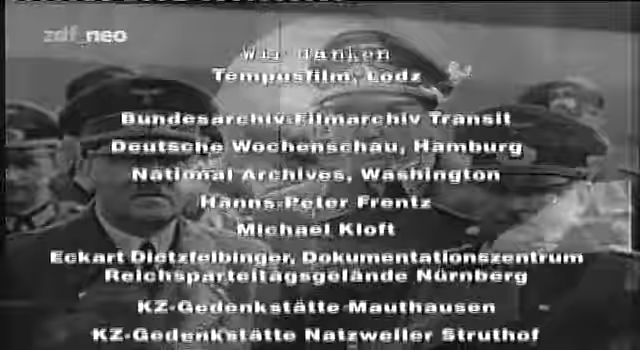 zdf_neo
Wir danken
Tempusfilm, Lodz
Bundesarchiv-Filmarchiv Transit
Deutsche Wochenschau, Hamburg
National Archives, Washington
Hanns-Peter Frentz
Michael Kloft
Eckart Dietzfelbinger, Dokumentationszentrum
Reichsparteitagsgelände Nürnberg
KZ-Gedenkstätte Mauthausen
KZ-Gedenkstätte Natzweiler Struthof